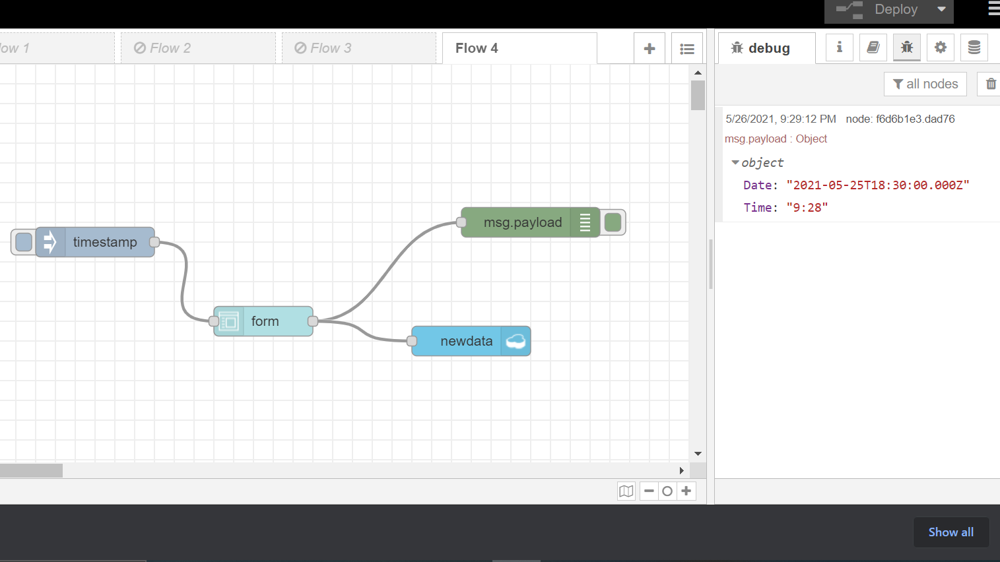 Deploy
low 1
Flow 2
Flow 3
Flow 4
debug
all nodes
5/26/2021, 9:29:12 PM node: f6d6b1e3.dad76
msg.payload : Object
object
Date: "2021-05-25T18:30:00.000Z"
Time: "9:28"
msg.payload
timestamp
form
newdata
Show all